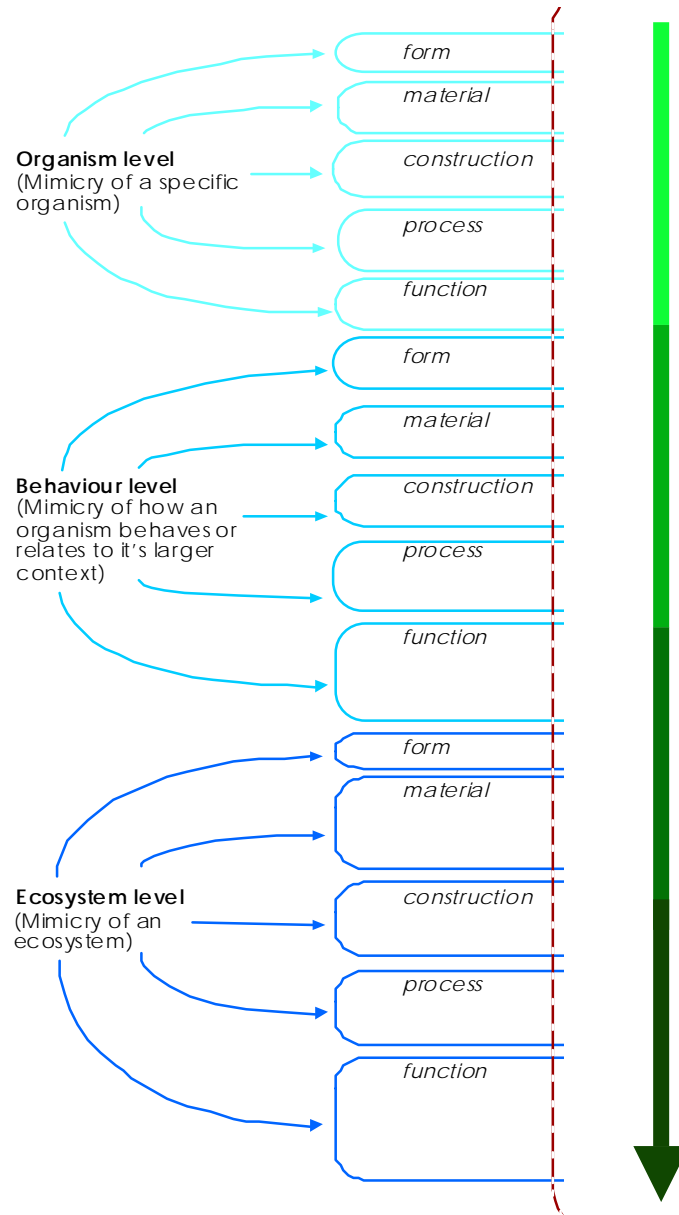 form
material
Organism level
(Mimicry of a specific
organism)
construction
process
function
form
material
Behaviour level
(Mimicry of how an
organism behaves or
relates to it's larger
context)
construction
process
function
form
material
Ecosystem level
(Mimicry of an
ecosystem)
construction
process
function